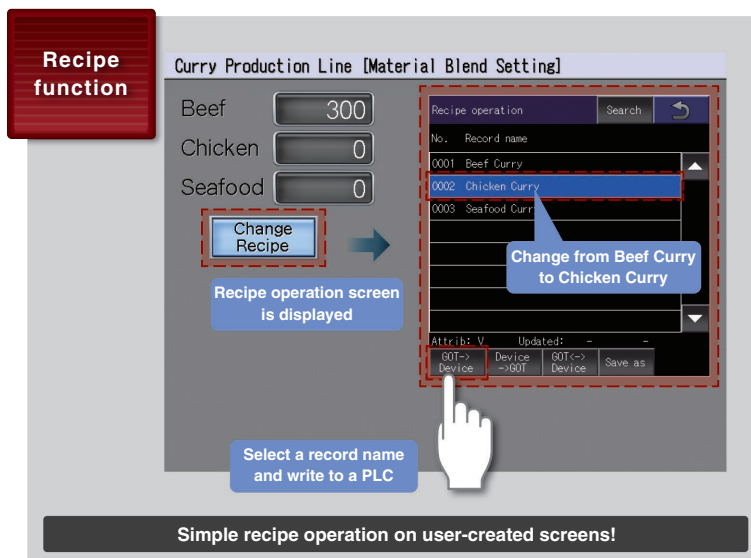 Recipe
function
Curry Production Line [Material Blend Setting]
Beef 300
Chicken 0
Seafood 0
Change
Recipe
Recipe operation screen
is displayed
Recipe operation Search
No. Record name
0001 Beef Curry
0002 Chicken Curry
0003 Seafood Curr
Change from Beef Curry
to Chicken Curry
Attrib: V Updated: - -
GOT->
Device
Device
->GOT
GOT<->
Device
Save as
Select a record name
and write to a PLC
Simple recipe operation on user-created screens!